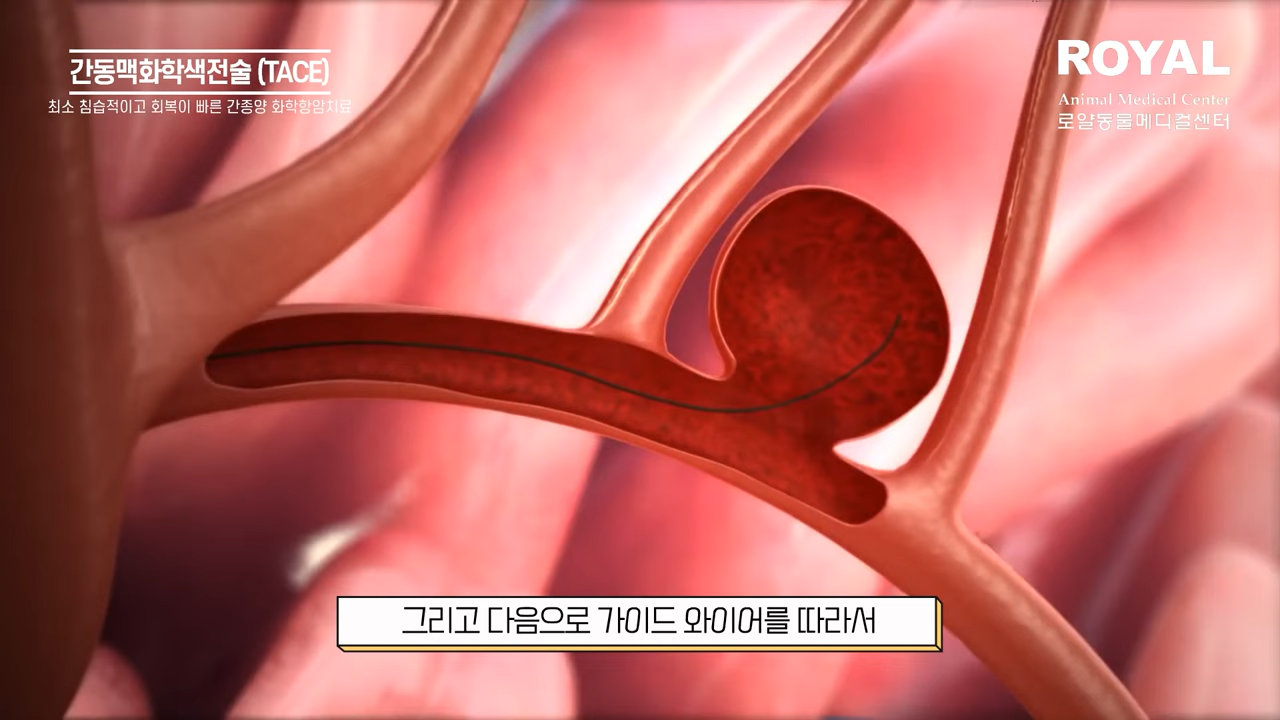 간동맥화학색전술 (TACE)
최소 침습적이고 회복이 빠른 간종양 화학항암치료
ROYAL
Animal Medical Center
로얄동물메디컬센터
그리고 다음으로 가이드 와이어를 따라서